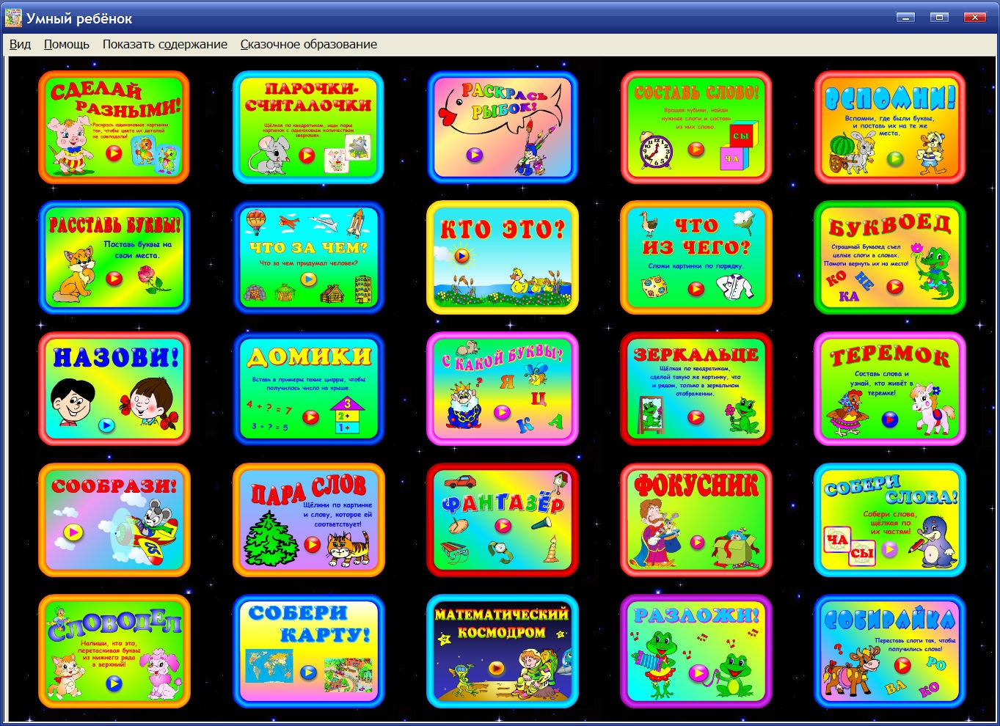 Умный ребёнок
Вид Помощь Показать содержание Сказочное образование
СДЕЛАЙ
РАЗНЫМИ!
Раскрась одинаковые картинки
так, чтобы цвета их деталей
не совпадали!
ПАРОЧКИ-
СЧИТАЛОЧКИ
Щёлкая по квадратикам, ищи пары
картинок с одинаковым количеством
зверюшек.
РАСКРАСЬ
РЫБОК!
СОСТАВЬ СЛОВО!
Вращая кубики, найди
нужные слоги и составь
из них слово.
СЫ
ЧА
ВСПОМНИ!
Вспомни, где были буквы,
и поставь их на те же
места.
РАССТАВЬ БУКВЫ!
Поставь буквы на
свои места.
ЧТО ЗА ЧЕМ?
Что за чем придумал человек?
КТО ЭТО?
ЧТО
ИЗ ЧЕГО?
Сложи картинки по порядку.
БУКВОЕД
Страшный Буквоед съел
целые слоги в словах.
Помоги вернуть их на место!
КО НЕ
КА
НАЗОВИ!
ДОМИКИ
Вставь в примеры такие цифры, чтобы
получилось число на крыше.
4 + ? = 7
3 + ? = 5
3
2+
1+
С КАКОЙ БУКВЫ?
?
Я
Ц
К А
ЗЕРКАЛЬЦЕ
Щёлкая по квадратикам,
сделай такую же картинку, что
и рядом, только в зеркальном
отображении.
ТЕРЕМОК
Составь слова и
узнай, кто живёт в
теремке!
СООБРАЗИ!
ПАРА СЛОВ
Щёлкни по картинке
и слову, которое ей
соответствует!
ФАНТАЗЁР
ФОКУСНИК
СОБЕРИ
СЛОВА!
Собери слова,
щёлкая по
их частям!
ЧА
СЫ
СЛОВОДЕЛ
Напиши, кто это,
перетаскивая буквы
из нижнего ряда
в верхний!
СОБЕРИ
КАРТУ!
МАТЕМАТИЧЕСКИЙ
КОСМОДРОМ
РАЗЛОЖИ!
СОБИРАЙКА
Переставь слоги так, чтобы
получились слова!
?
РО
ВА КО